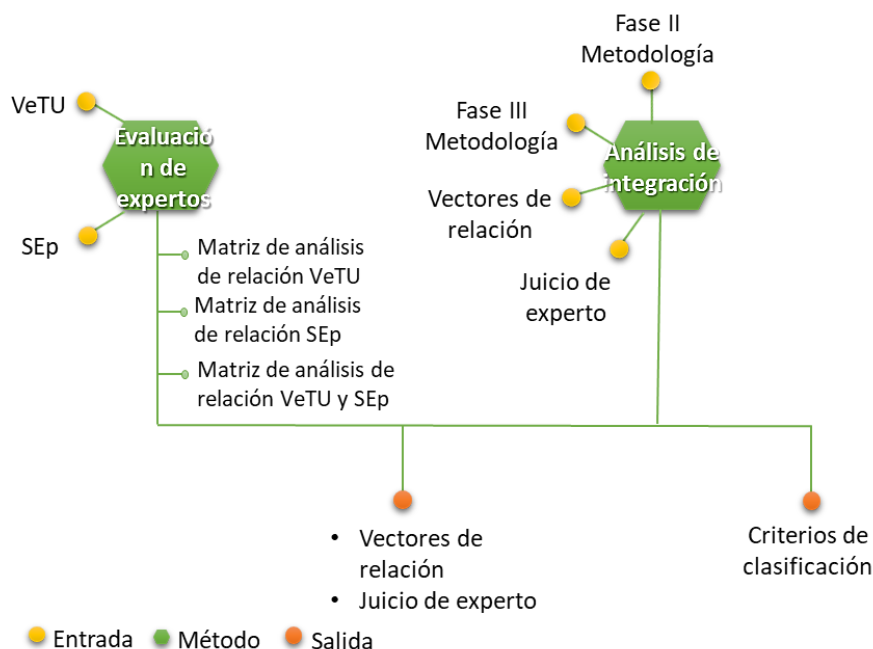 VeTU
Evaluació
n de
expertos
SEp
Matriz de análisis
de relación VeTU
Matriz de análisis
de relación SEp
Matriz de análisis de
relación VeTU y SEp
Fase II
Metodología
Fase III
Metodología
Análisis de
integración
Vectores de
relación
Juicio de
experto
• Vectores de
relación
• Juicio de experto
Criterios de
clasificación
Entrada
Método
Salida